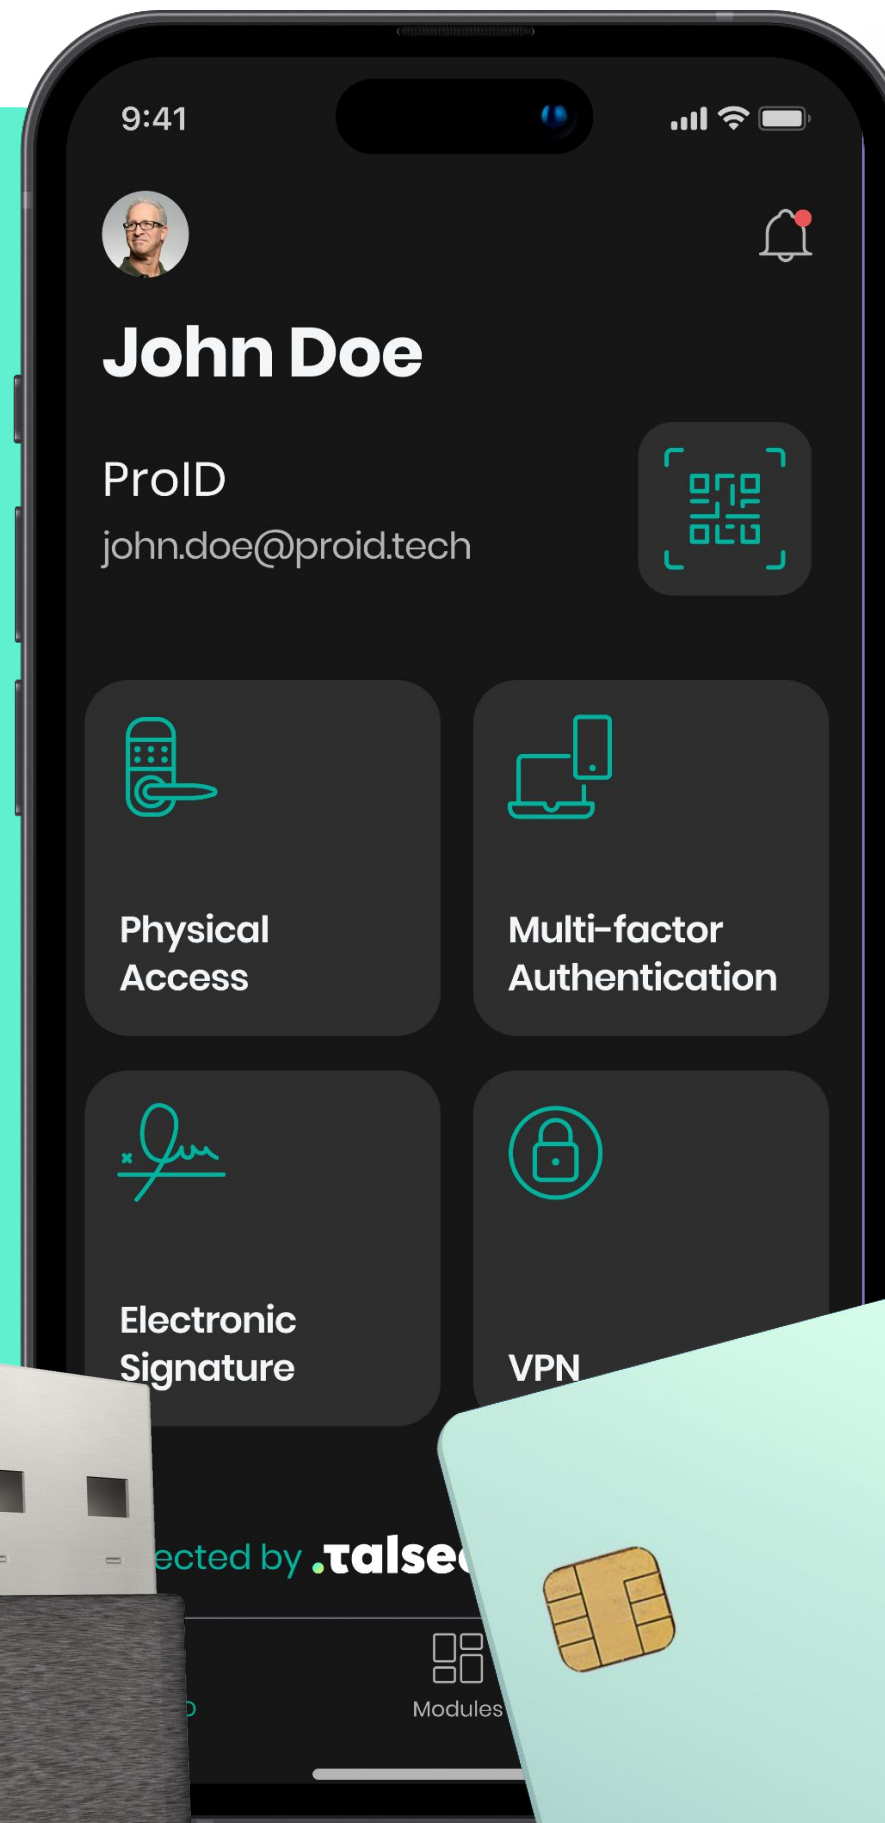 9:41
John Doe
ProID
john.doe@proid.tech
Physical
Access
Multi-factor
Authentication
Electronic
Signature
VPN
ected by .talse
Modules